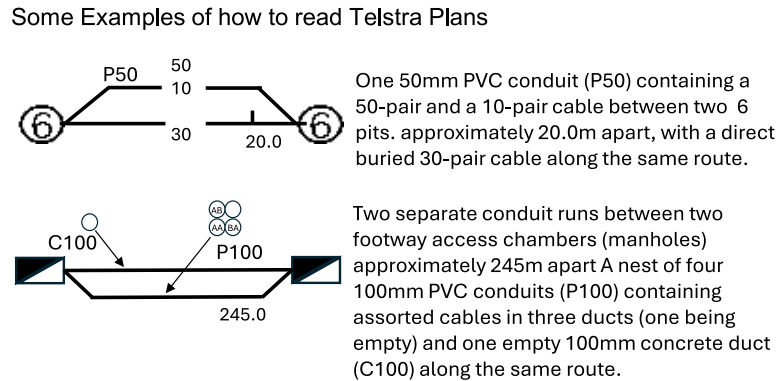 Some Examples of how to read Telstra Plans
P50
50
10
6
6
30
20.0
One 50mm PVC conduit (P50) containing a
50-pair and a 10-pair cable between two 6
pits. approximately 20.0m apart, with a direct
buried 30-pair cable along the same route.
AB
AA
BA
C100
P100
245.0
Two separate conduit runs between two
footway access chambers (manholes)
approximately 245m apart A nest of four
100mm PVC conduits (P100) containing
assorted cables in three ducts (one being
empty) and one empty 100mm concrete duct
(C100) along the same route.